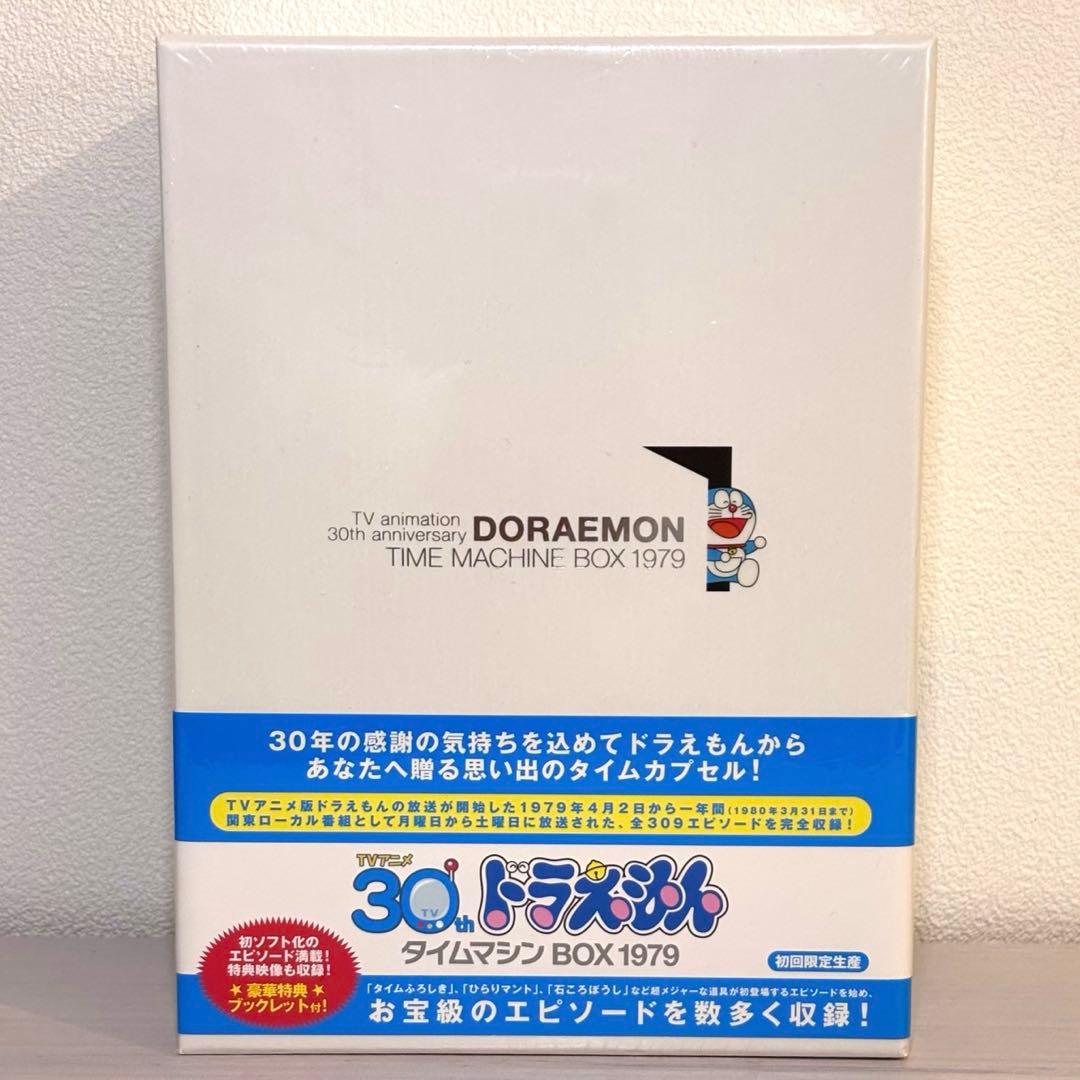 TV animation
30th anniversary DORAEMON
TIME MACHINE BOX 1979
30年の感謝の気持ちを込めてドラえもんから
あなたへ贈る思い出のタイムカプセル！
TVアニメ版ドラえもんの放送が開始した1979年4月2日から一年間(1980年3月31日まで)
関東ローカル番組として月曜日から土曜日に放送された、全309エピソードを完全収録！
TVアニメ
30th ドラえもん
TV
タイムマシンBOX 1979
初回限定生産
初ソフト化の
エピソード満載！
特典映像も収録！
★豪華特典★
ブックレット付！
「タイムふろしき」、「ひらりマント」、「石ころぼうし」など超メジャーな道具が初登場するエピソードを始め、
お宝級のエピソードを数多く収録！